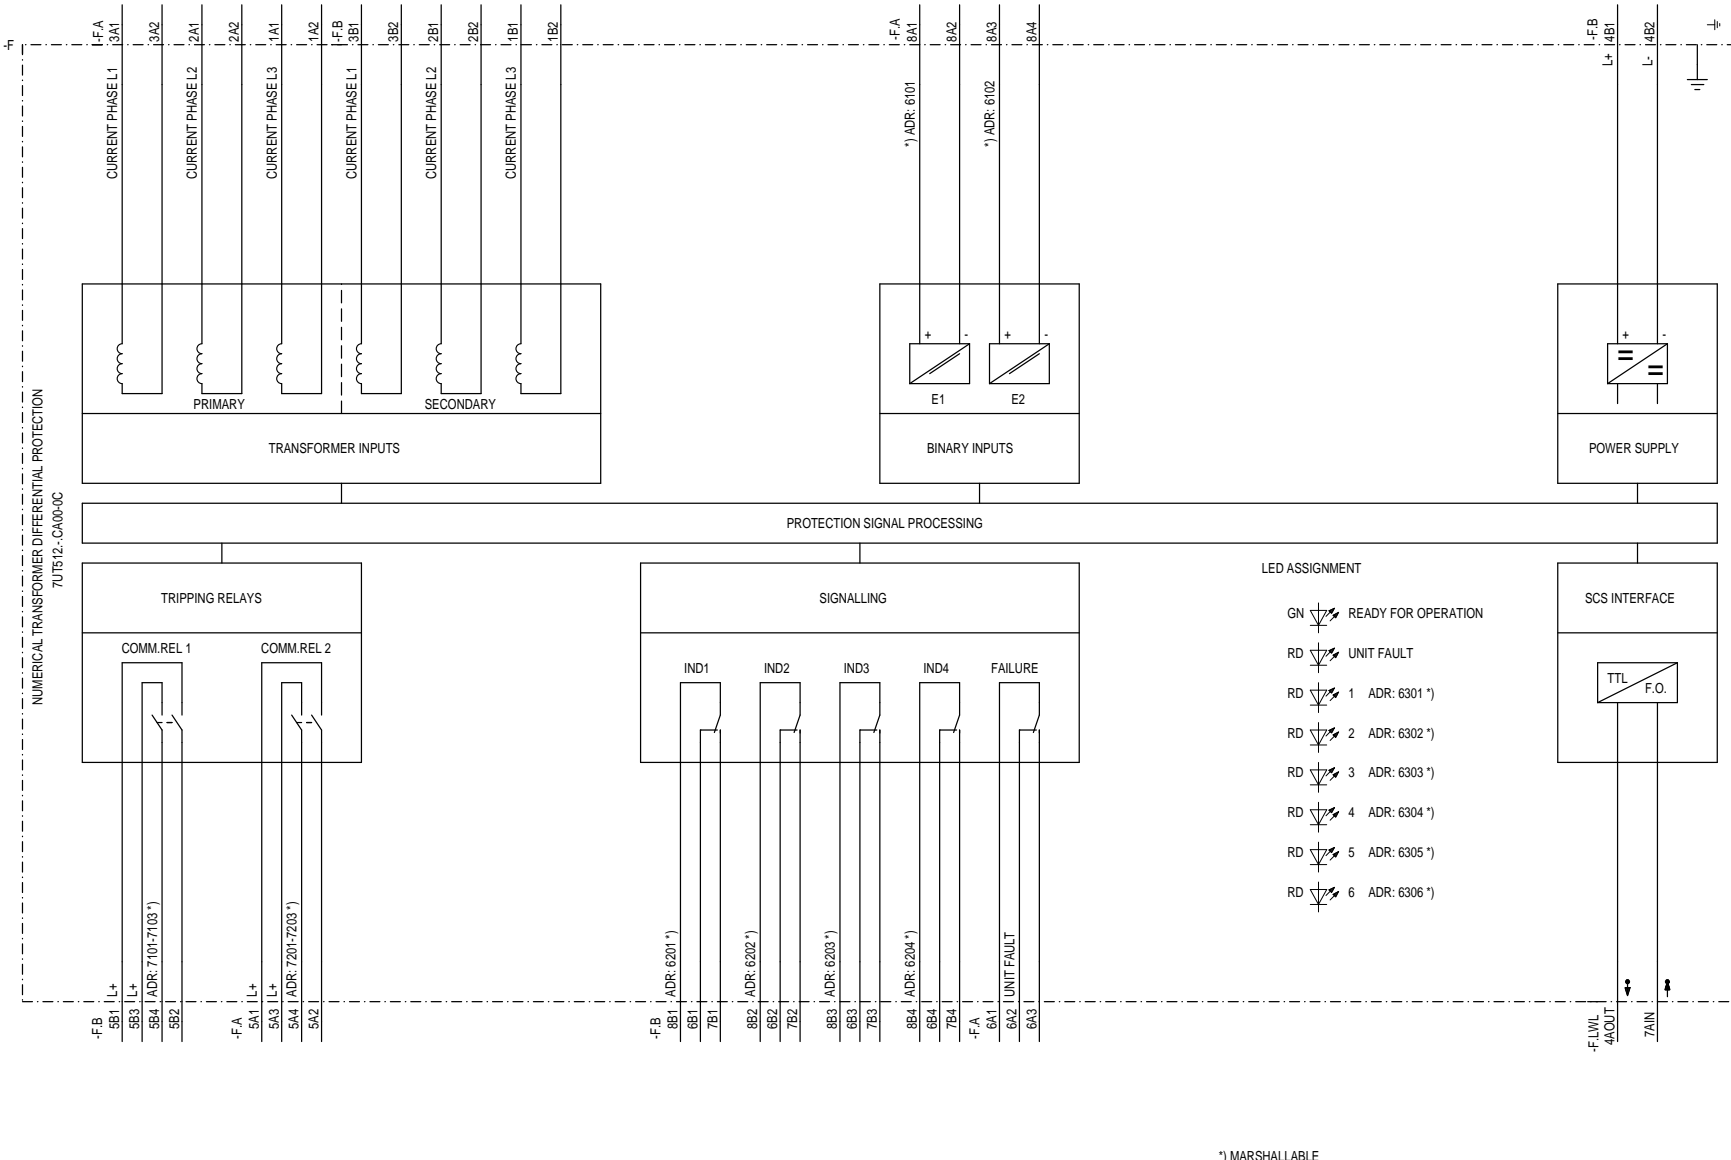 -F
-F.A
3A1
3A2
2A1
2A2
1A1
1A2
-F.B
3B1
3B2
2B1
2B2
1B1
1B2
-F.A
8A1
8A2
8A3
8A4
-F.B
4B1
4B2
L+
L-
CURRENT PHASE L1
CURRENT PHASE L2
CURRENT PHASE L3
CURRENT PHASE L1
CURRENT PHASE L2
CURRENT PHASE L3
*) ADR: 6101
*) ADR: 6102
+ -
+ -
+ -
PRIMARY
SECONDARY
E1
E2
TRANSFORMER INPUTS
BINARY INPUTS
POWER SUPPLY
NUMERICAL TRANSFORMER DIFFERENTIAL PROTECTION
7UT512.-.CA00-0C
PROTECTION SIGNAL PROCESSING
TRIPPING RELAYS
COMM.REL 1
COMM.REL 2
SIGNALLING
IND1
IND2
IND3
IND4
FAILURE
LED ASSIGNMENT
GN READY FOR OPERATION
RD UNIT FAULT
RD 1 ADR: 6301 *)
RD 2 ADR: 6302 *)
RD 3 ADR: 6303 *)
RD 4 ADR: 6304 *)
RD 5 ADR: 6305 *)
RD 6 ADR: 6306 *)
SCS INTERFACE
TTL
F.O.
-F.B
5B1 L+
5B3 L+
5B4 ADR: 7101-7103 *)
5B2
-F.A
5A1 L+
5A3 L+
5A4 ADR: 7201-7203 *)
5A2
-F.B
8B1 ADR: 6201 *)
6B1
7B1
8B2 ADR: 6202 *)
6B2
7B2
8B3 ADR: 6203 *)
6B3
7B3
8B4 ADR: 6204 *)
6B4
7B4
-F.A
6A1
6A2 UNIT FAULT
6A3
-F.LWL
4AOUT
7AIN
*) MARSHALLABLE